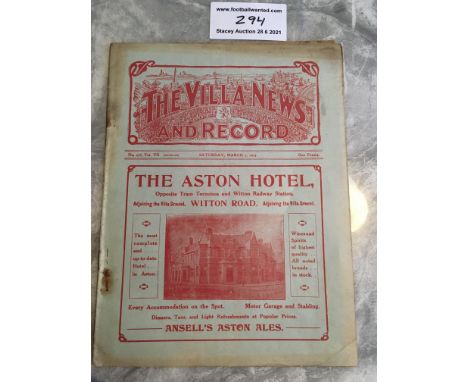 www.footballwanted.com
294
Stacey Auction 28 6 2021
THE VILLA NEWS
AND RECORD
SATURDAY, MARCH
One Penny.
THE ASTON HOTEL,
Opposite Tram Terminus and Witton Railway Station,
Adjoining the Villa Ground. WITTON ROAD. Adjoining the Villa Ground.
The most
complete
and
up to date
Hotel
in Aston.
Wines and
Spirits
of highest
quality
All noted
brands
in stock.
Every Accommodation on the Spot. Motor Garage and Stabling.
Dinners, Teas, and Light Refreshments at Popular Prices.
ANSELL'S ASTON ALES.